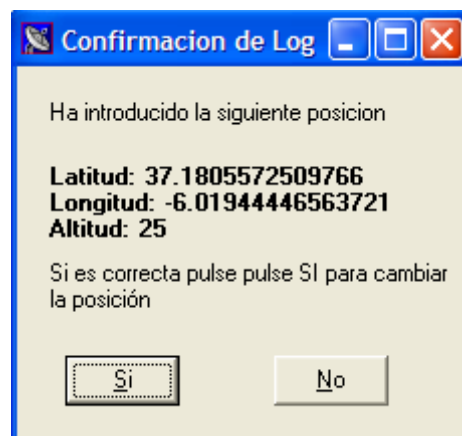 Confirmacion de Log
Ha introducido la siguiente posicion
Latitud: 37.1805572509766
Longitud: -6.01944446563721
Altitud: 25
Si es correcta pulse pulse SI para cambiar
la posición
Si
No